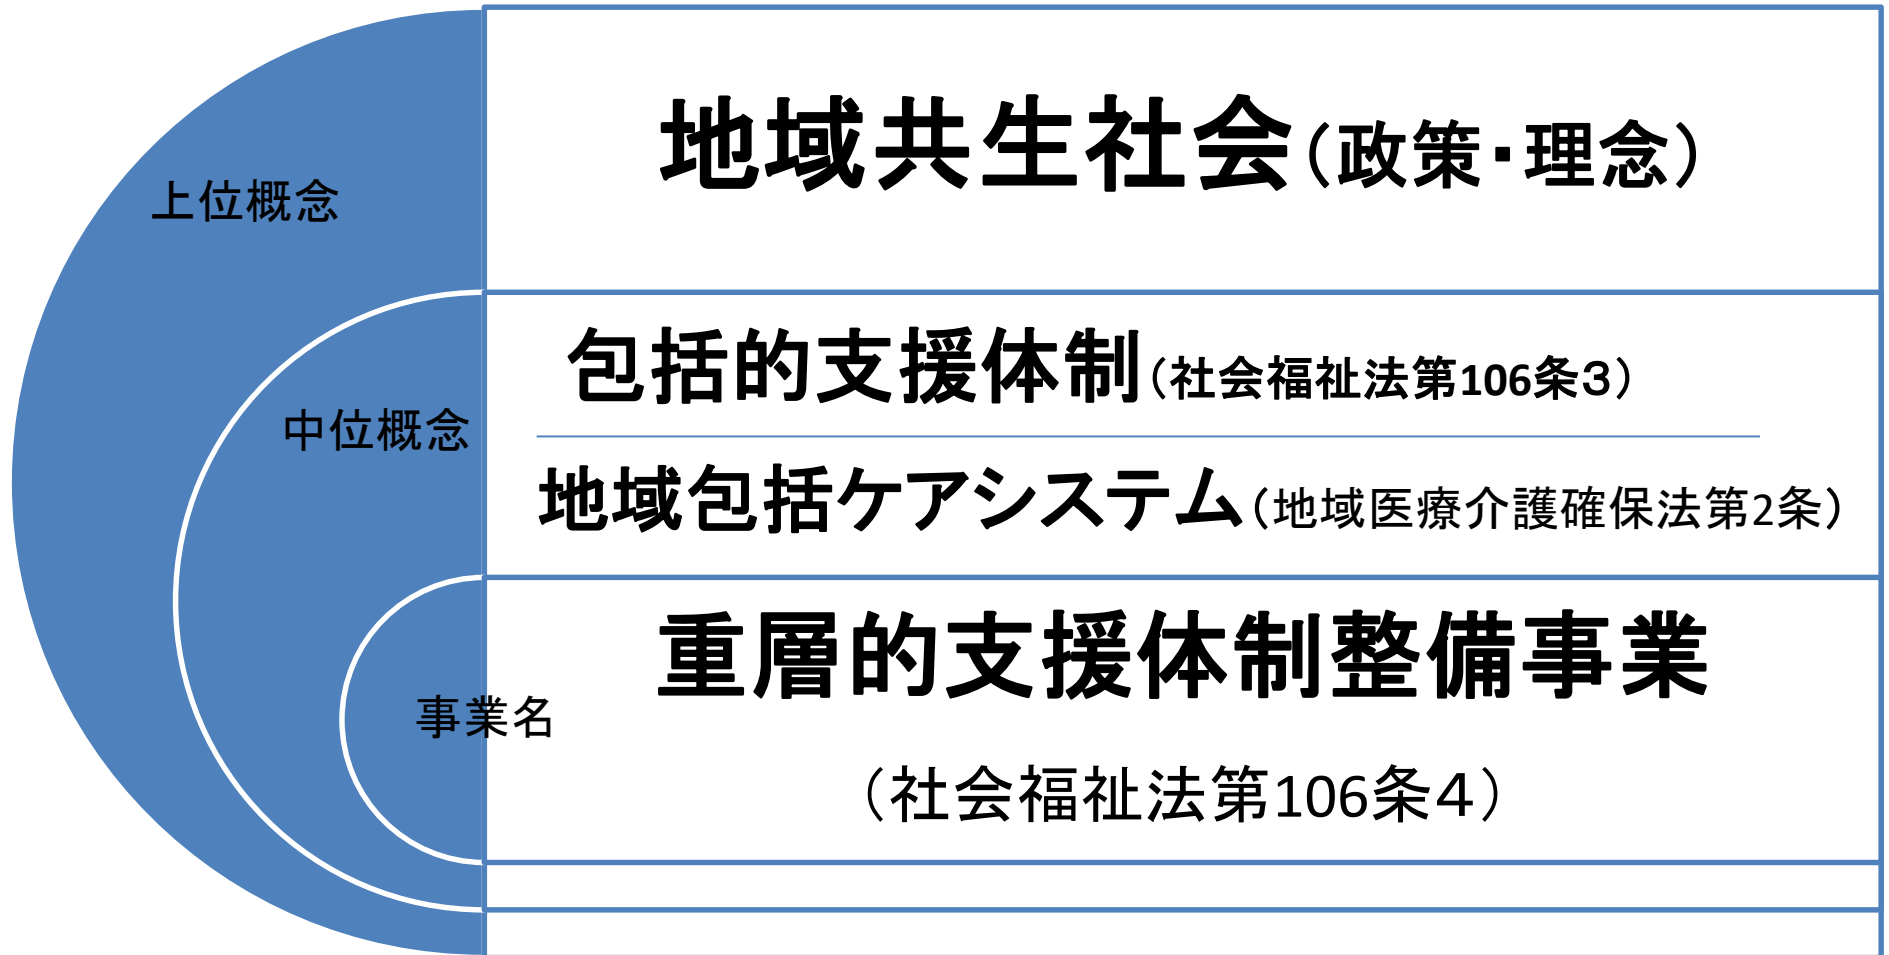 上位概念
地域共生社会（政策・理念）
中位概念
包括的支援体制（社会福祉法第106条３）
地域包括ケアシステム（地域医療介護確保法第2条）
事業名
重層的支援体制整備事業
（社会福祉法第106条４）